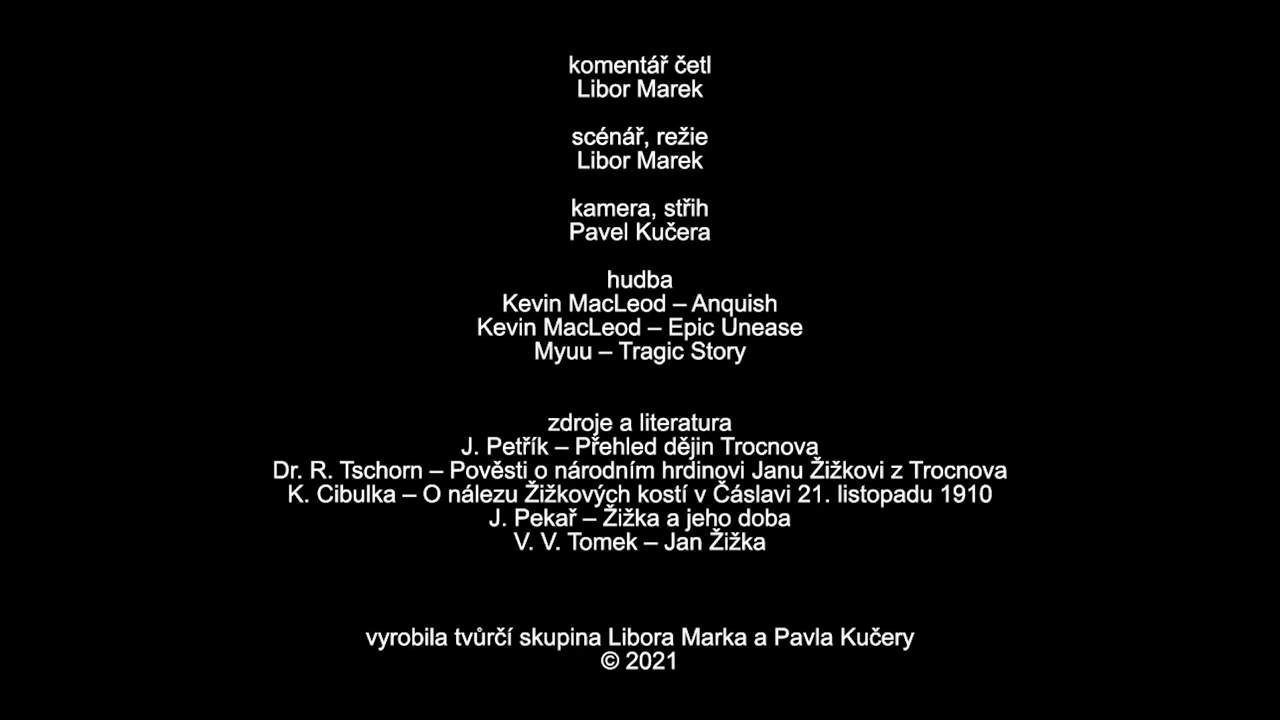 komentář četl
Libor Marek
scénář, režie
Libor Marek
kamera, střih
Pavel Kučera
hudba
Kevin MacLeod – Anquish
Kevin MacLeod – Epic Unease
Myuu – Tragic Story
zdroje a literatura
J. Petřík – Přehled dějin Trocnova
Dr. R. Tschorn – Pověsti o národním hrdinovi Janu Žižkovi z Trocnova
K. Cibulka – O nálezu Žižkových kostí v Čáslavi 21. listopadu 1910
J. Pekař – Žižka a jeho doba
V. V. Tomek – Jan Žižka
vyrobila tvůrčí skupina Libora Marka a Pavla Kučery
© 2021